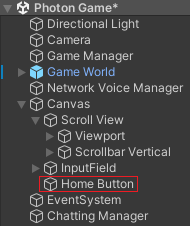 Photon Game*
Directional Light
Camera
Game Manager
Game World
Network Voice Manager
Canvas
Scroll View
Viewport
Scrollbar Vertical
InputField
Home Button
EventSystem
Chatting Manager